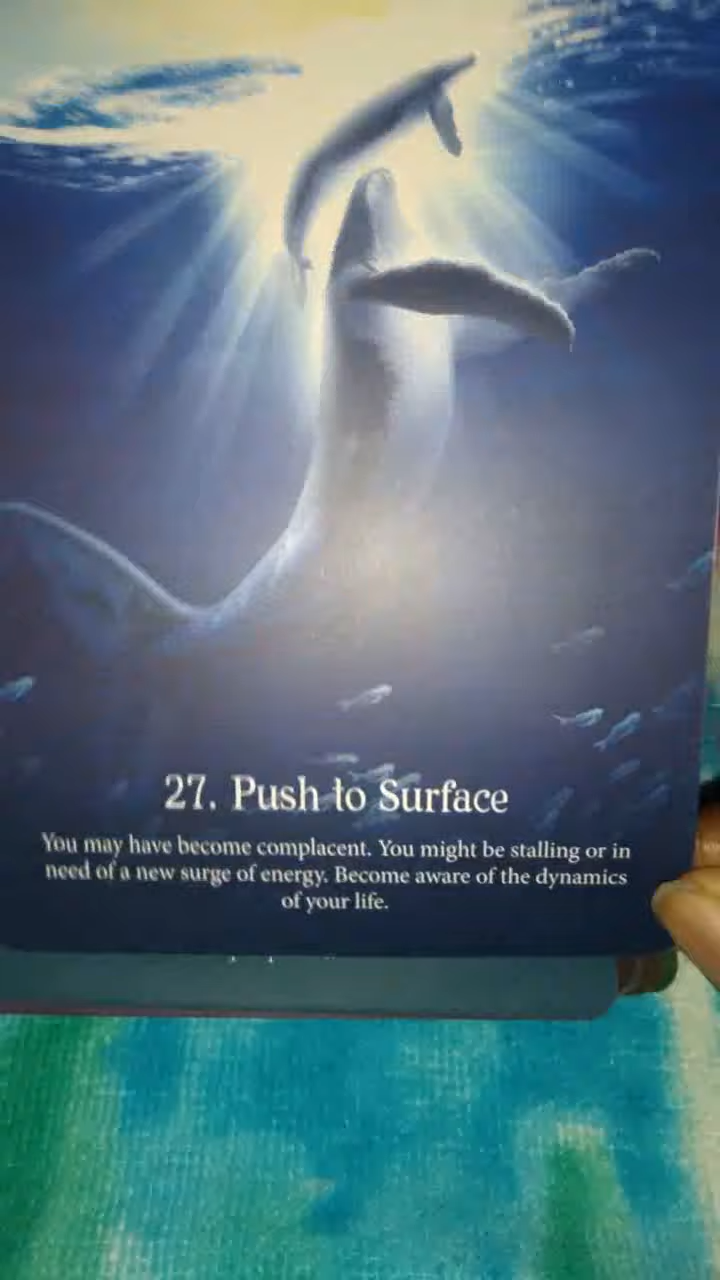 27. Push to Surface
You may have become complacent. You might be stalling or in
need of a new surge of energy. Become aware of the dynamics
of your life.